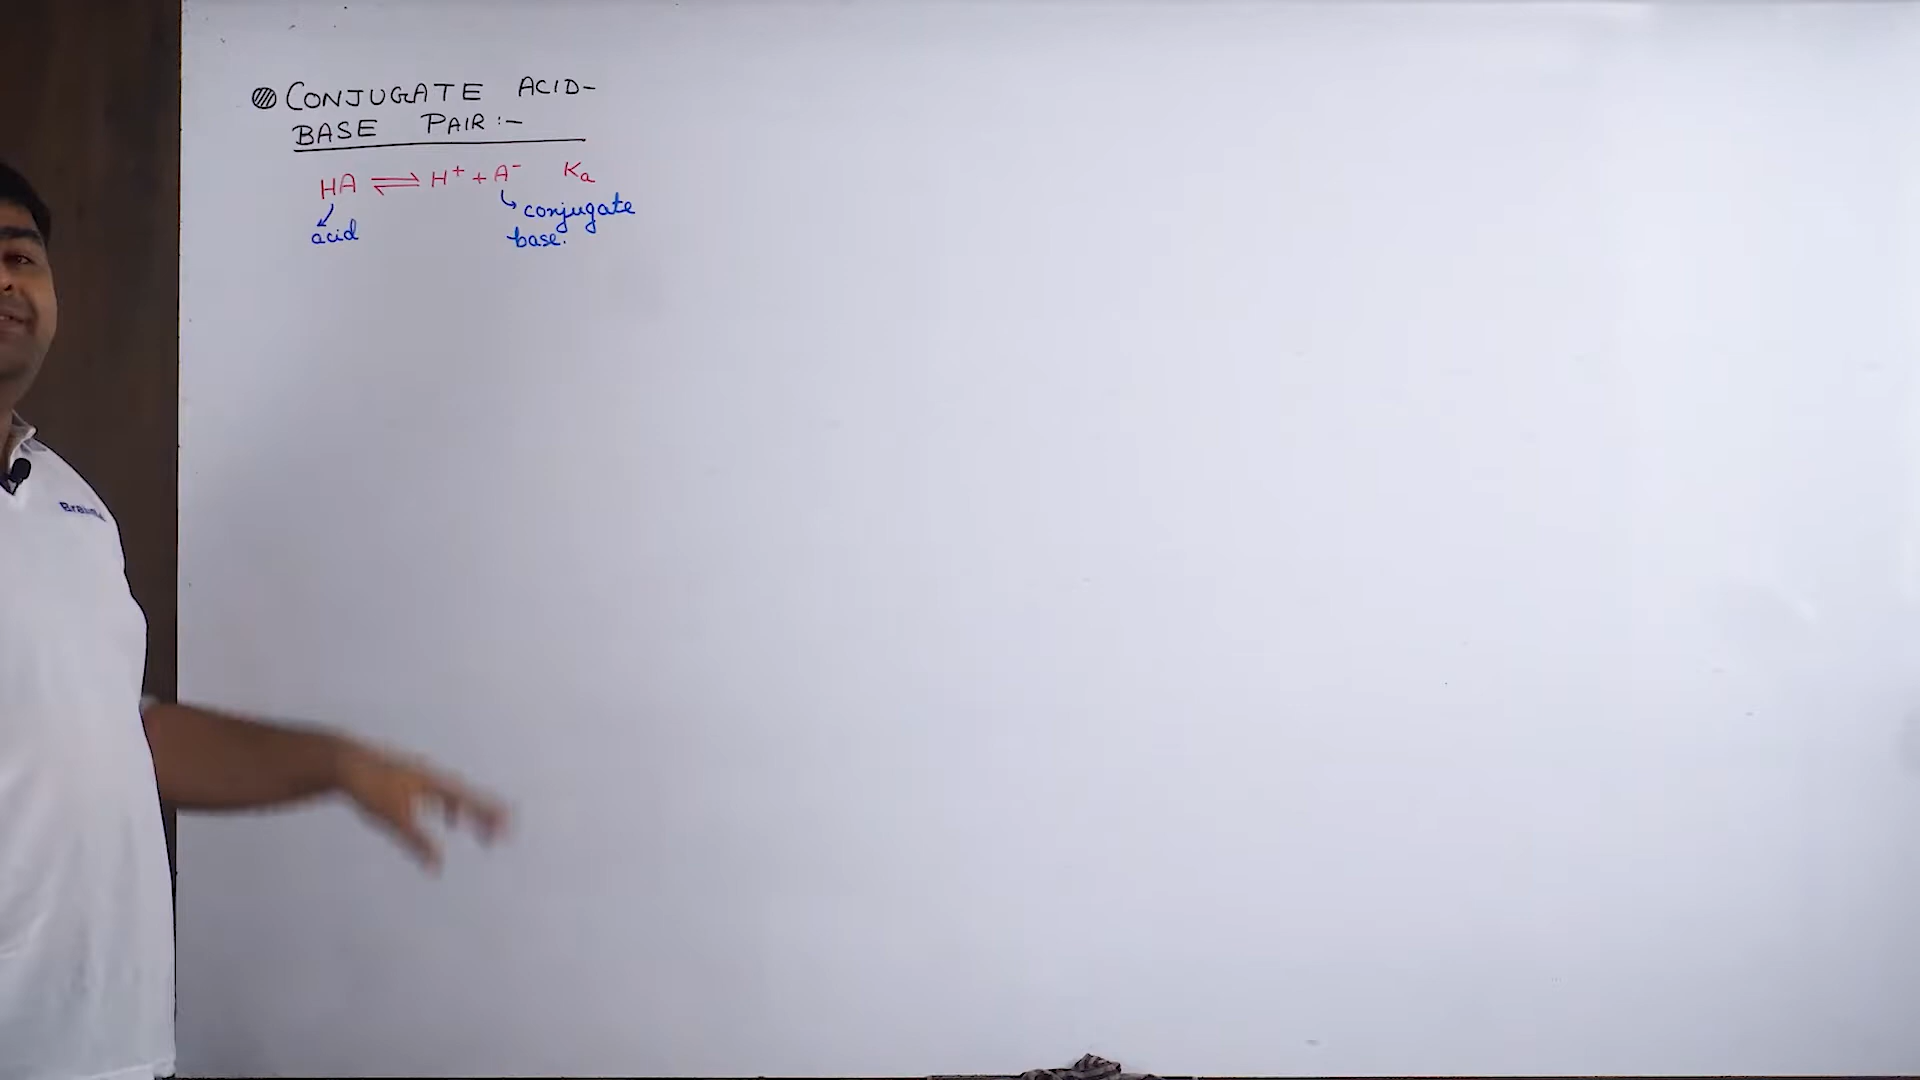 CONJUGATE ACID-
BASE PAIR :-
HA ⇌ H⁺ + A⁻ Ka
acid
conjugate
base.